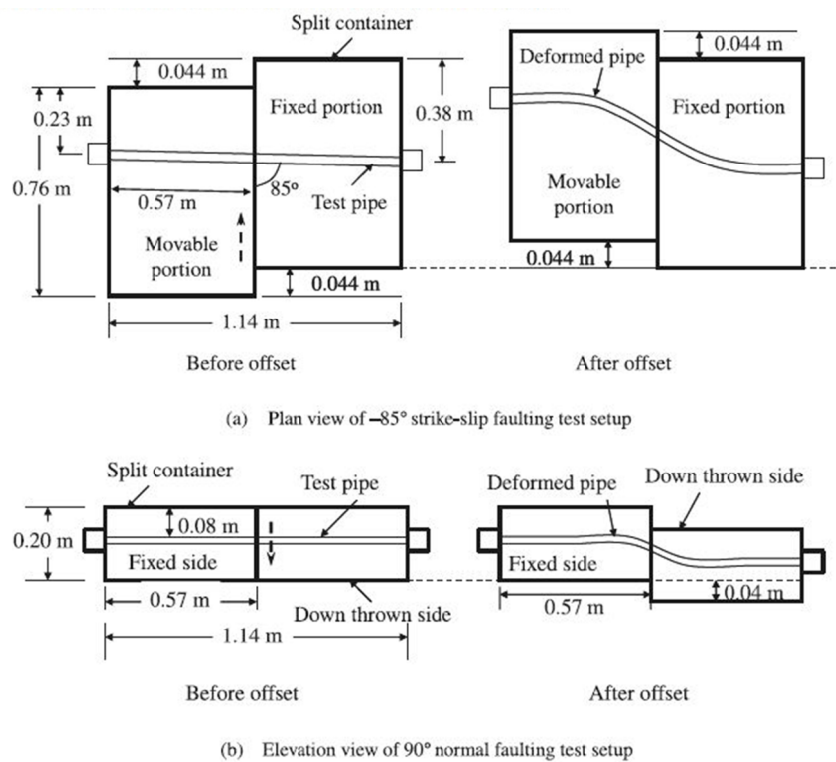 Split container
0.044 m
0.23 m
0.76 m
0.57 m
Movable
portion
Fixed portion
0.38 m
85°
Test pipe
0.044 m
1.14 m
Before offset
Deformed pipe
0.044 m
Fixed portion
Movable
portion
0.044 m
After offset
(a) Plan view of –85° strike-slip faulting test setup
Split container
Test pipe
0.20 m
0.08 m
Fixed side
0.57 m
Down thrown side
1.14 m
Before offset
Deformed pipe
Down thrown side
Fixed side
0.57 m
0.04 m
After offset
(b) Elevation view of 90° normal faulting test setup